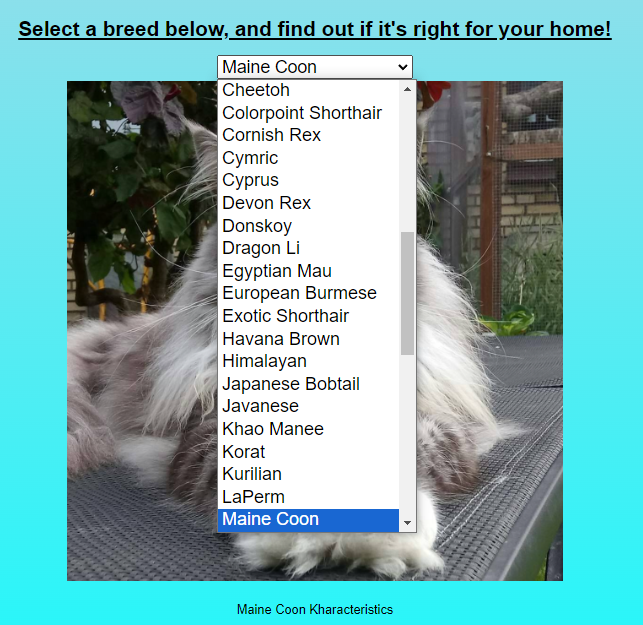 Select a breed below, and find out if it's right for your home!
Maine Coon
Cheetoh
Colorpoint Shorthair
Cornish Rex
Cymric
Cyprus
Devon Rex
Donskoy
Dragon Li
Egyptian Mau
European Burmese
Exotic Shorthair
Havana Brown
Himalayan
Japanese Bobtail
Javanese
Khao Manee
Korat
Kurilian
LaPerm
Maine Coon
Maine Coon Kharacteristics